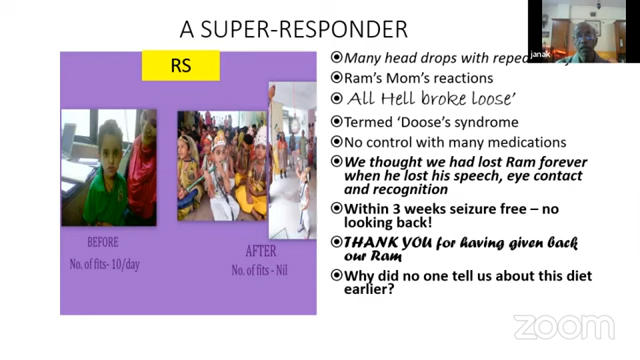 A SUPER-RESPONDER
RS
BEFORE
No. of fits- 10/day
AFTER
No. of fits - Nil
Many head drops with
Ram's Mom's reactions
All Hell broke loose'
Termed 'Doose's syndrome
No control with many medications
We thought we had lost Ram forever
when he lost his speech, eye contact
and recognition
Within 3 weeks seizure free – no
looking back!
THANK YOU for having given back
our Ram
Why did no one tell us about this diet
earlier?
janak
zoom